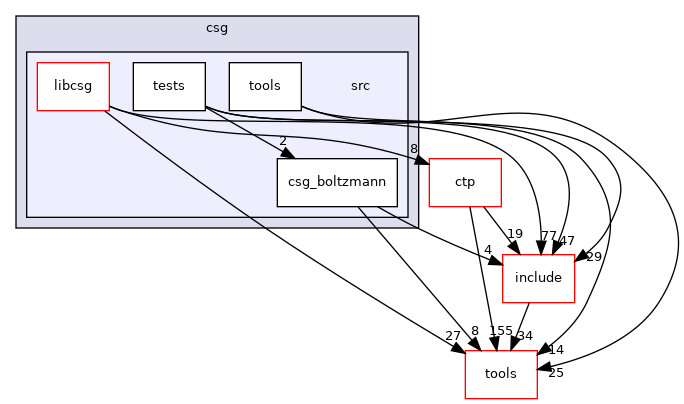 csg
libcsg
tests
tools
src
2
8
csg_boltzmann
ctp
19
77
47
4
29
include
27
8
155
34
14
tools
25